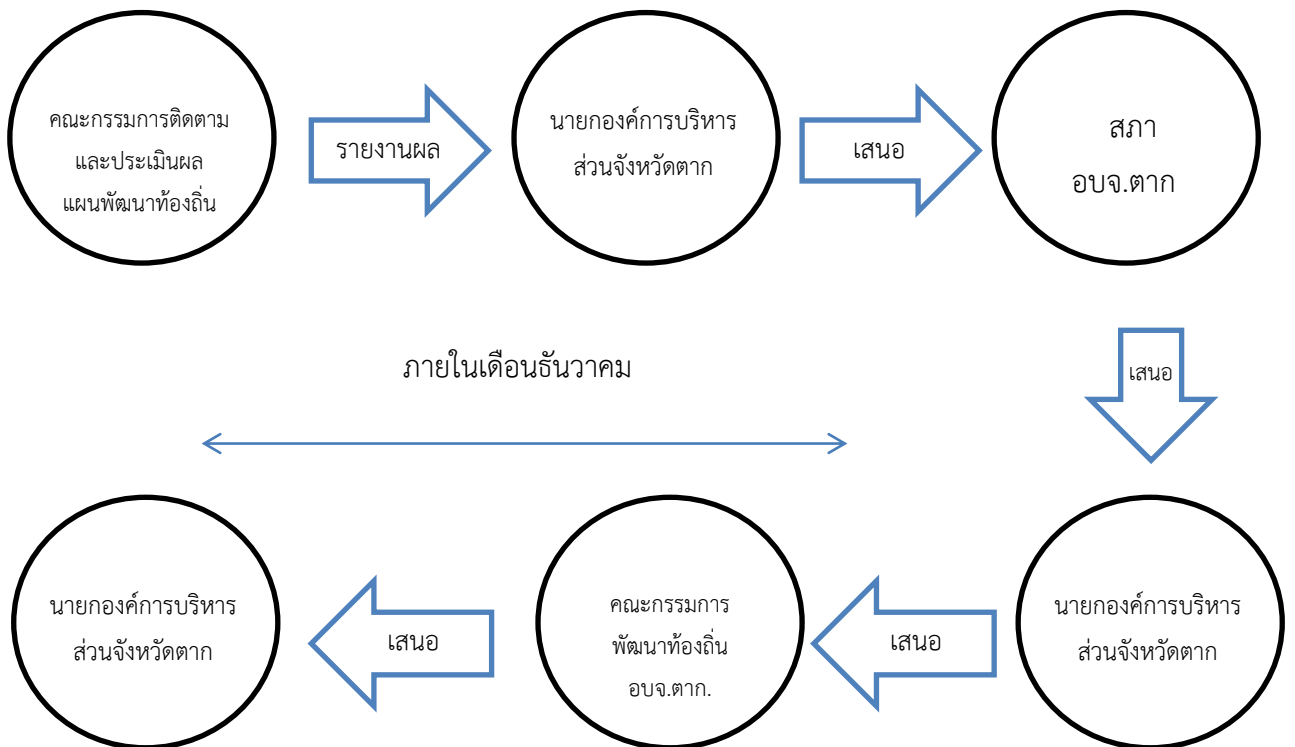 คณะกรรมการติดตาม
และประเมินผล
แผนพัฒนาท้องถิ่น
รายงานผล
นายกองค์การบริหาร
ส่วนจังหวัดตาก
เสนอ
สภา
อบจ.ตาก
เสนอ
ภายในเดือนธันวาคม
นายกองค์การบริหาร
ส่วนจังหวัดตาก
เสนอ
คณะกรรมการ
พัฒนาท้องถิ่น
อบจ.ตาก.
เสนอ
นายกองค์การบริหาร
ส่วนจังหวัดตาก